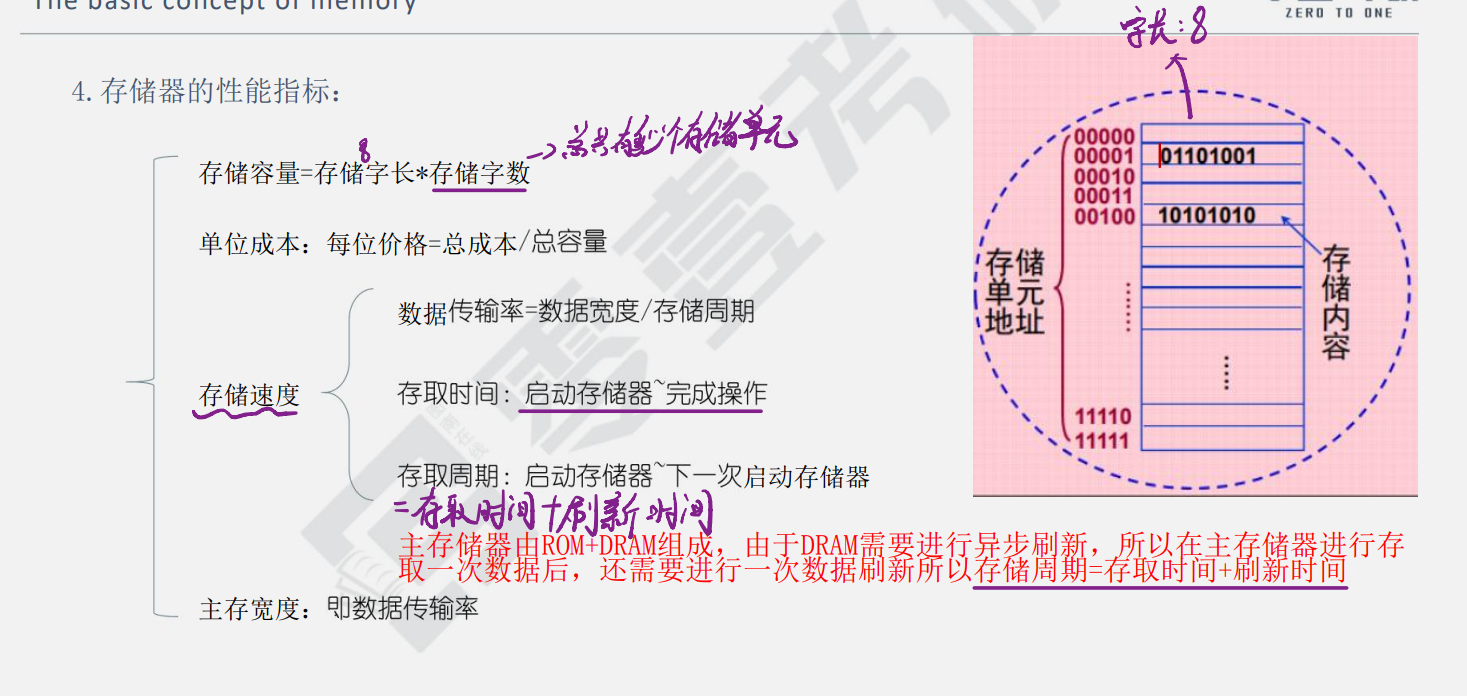 The basic concept of memory
ZERO TO ONE
字长:8
4.存储器的性能指标：
8
→总共有多少个存储单元
存储容量=存储字长*存储字数
单位成本：每位价格=总成本/总容量
数据传输率=数据宽度/存储周期
存储速度
存取时间：启动存储器~完成操作
存取周期：启动存储器~下一次启动存储器
=存取时间+刷新时间
主存储器由ROM+DRAM组成，由于DRAM需要进行异步刷新，所以在主存储器进行存
取一次数据后，还需要进行一次数据刷新所以存储周期=存取时间+刷新时间
主存宽度：即数据传输率
00000
00001 01101001
00010
00011
00100 10101010
存储
单元
地址
……
存储内容
……
11110
11111
零壹考